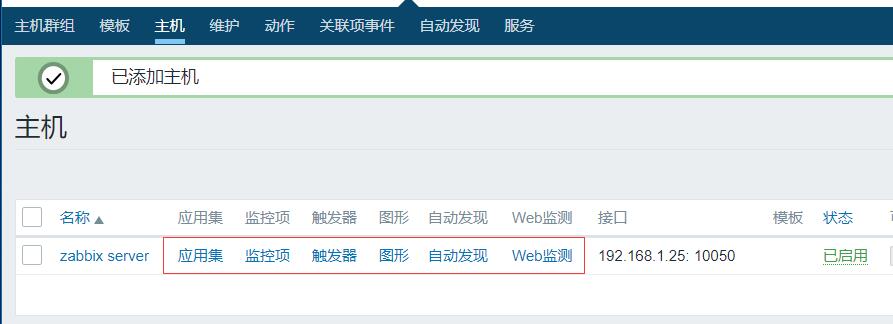 主机群组 模板 主机 维护 动作 关联项事件 自动发现 服务
已添加主机
主机
名称 应用集 监控项 触发器 图形 自动发现 Web监测 接口 模板 状态
zabbix server 应用集 监控项 触发器 图形 自动发现 Web监测 192.168.1.25: 10050 已启用